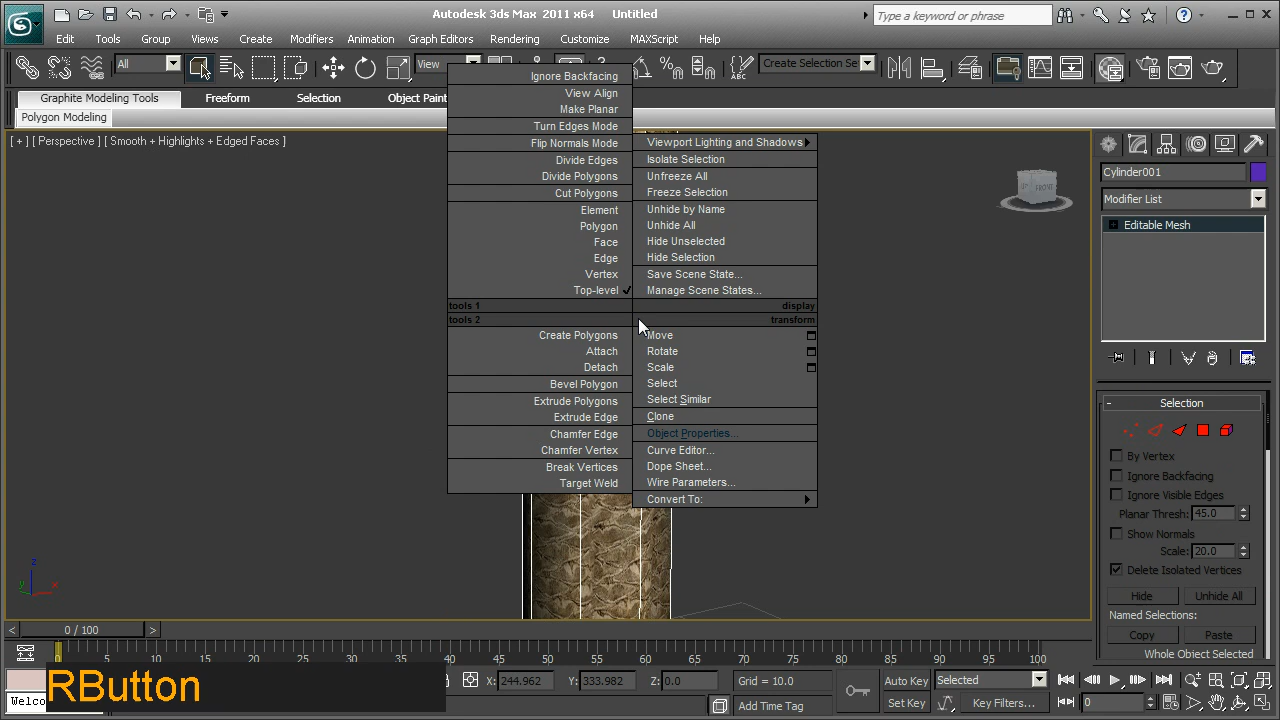 Autodesk 3ds Max 2011 x64 Untitled
Type a keyword or phrase
Edit Tools Group Views Create Modifiers Animation Graph Editors Rendering Customize MAXScript Help
All
View
Create Selection Se
Graphite Modeling Tools Freeform Selection Object Paint
Polygon Modeling
[ + ] [ Perspective ] [ Smooth + Highlights + Edged Faces ]
Ignore Backfacing
View Align
Make Planar
Turn Edges Mode
Flip Normals Mode
Divide Edges
Divide Polygons
Cut Polygons
Element
Polygon
Face
Edge
Vertex
Top-level
tools 1
tools 2
Create Polygons
Attach
Detach
Bevel Polygon
Extrude Polygons
Extrude Edge
Chamfer Edge
Chamfer Vertex
Break Vertices
Target Weld
Viewport Lighting and Shadows
Isolate Selection
Unfreeze All
Freeze Selection
Unhide by Name
Unhide All
Hide Unselected
Hide Selection
Save Scene State...
Manage Scene States...
display
transform
Move
Rotate
Scale
Select
Select Similar
Clone
Object Properties...
Curve Editor...
Dope Sheet...
Wire Parameters...
Convert To:
FRONT
z
y
x
Cylinder001
Modifier List
Editable Mesh
Selection
By Vertex
Ignore Backfacing
Ignore Visible Edges
Planar Thresh: 45.0
Show Normals
Scale: 20.0
Delete Isolated Vertices
Hide Unhide All
Named Selections:
Copy Paste
Whole Object Selected
0 / 100
0 5 10 15 20 25 30 35 40 45 50 55 60 65 70 75 80 85 90 95 100
RButton
Welco
X: 244.962 Y: 333.982 Z: 0.0 Grid = 10.0
Add Time Tag
Auto Key Selected
Set Key Key Filters...
0